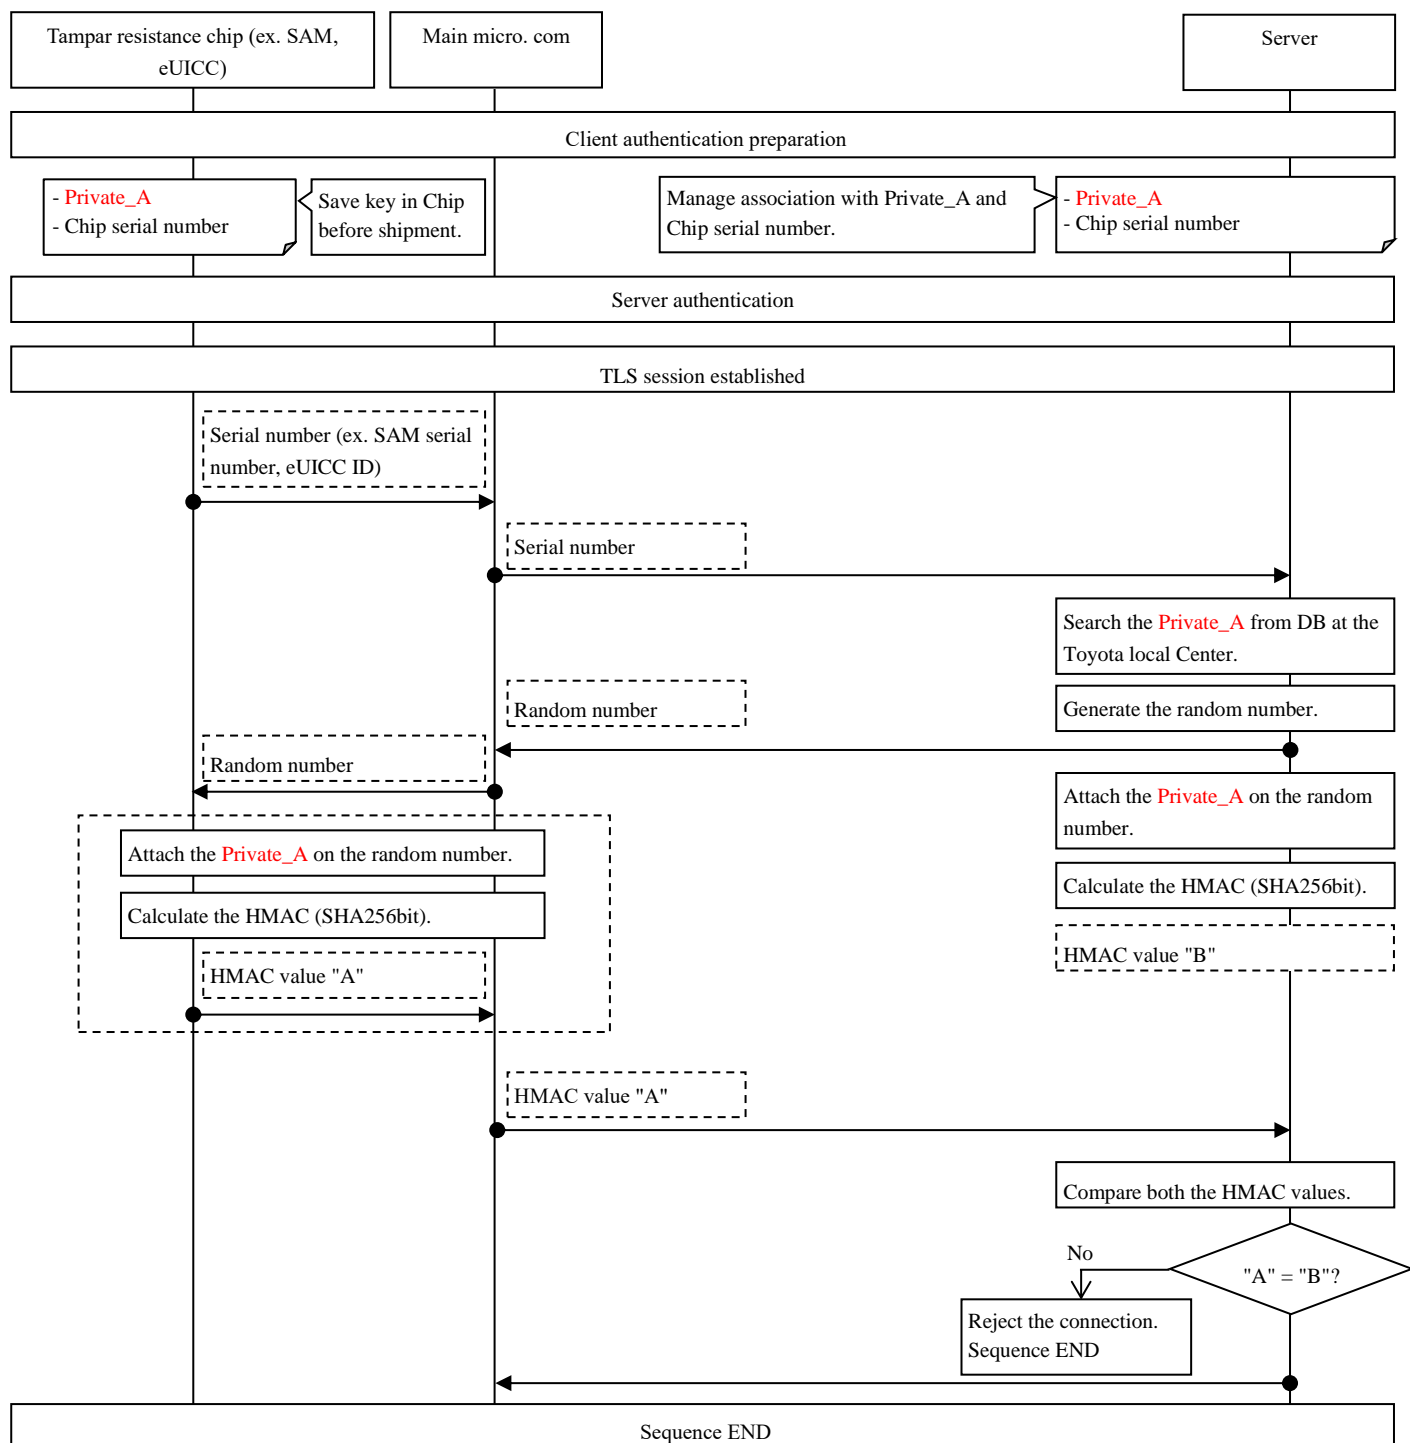 Tampar resistance chip (ex. SAM,
eUICC)
Main micro. com
Server
Client authentication preparation
- Private_A
- Chip serial number
Save key in Chip
before shipment.
Manage association with Private_A and
Chip serial number.
- Private_A
- Chip serial number
Server authentication
TLS session established
Serial number (ex. SAM serial
number, eUICC ID)
Serial number
Search the Private_A from DB at the
Toyota local Center.
Random number
Generate the random number.
Random number
Attach the Private_A on the random
number.
Attach the Private_A on the random number.
Calculate the HMAC (SHA256bit).
Calculate the HMAC (SHA256bit).
HMAC value "B"
HMAC value "A"
HMAC value "A"
Compare both the HMAC values.
No
"A" = "B"?
Reject the connection.
Sequence END
Sequence END